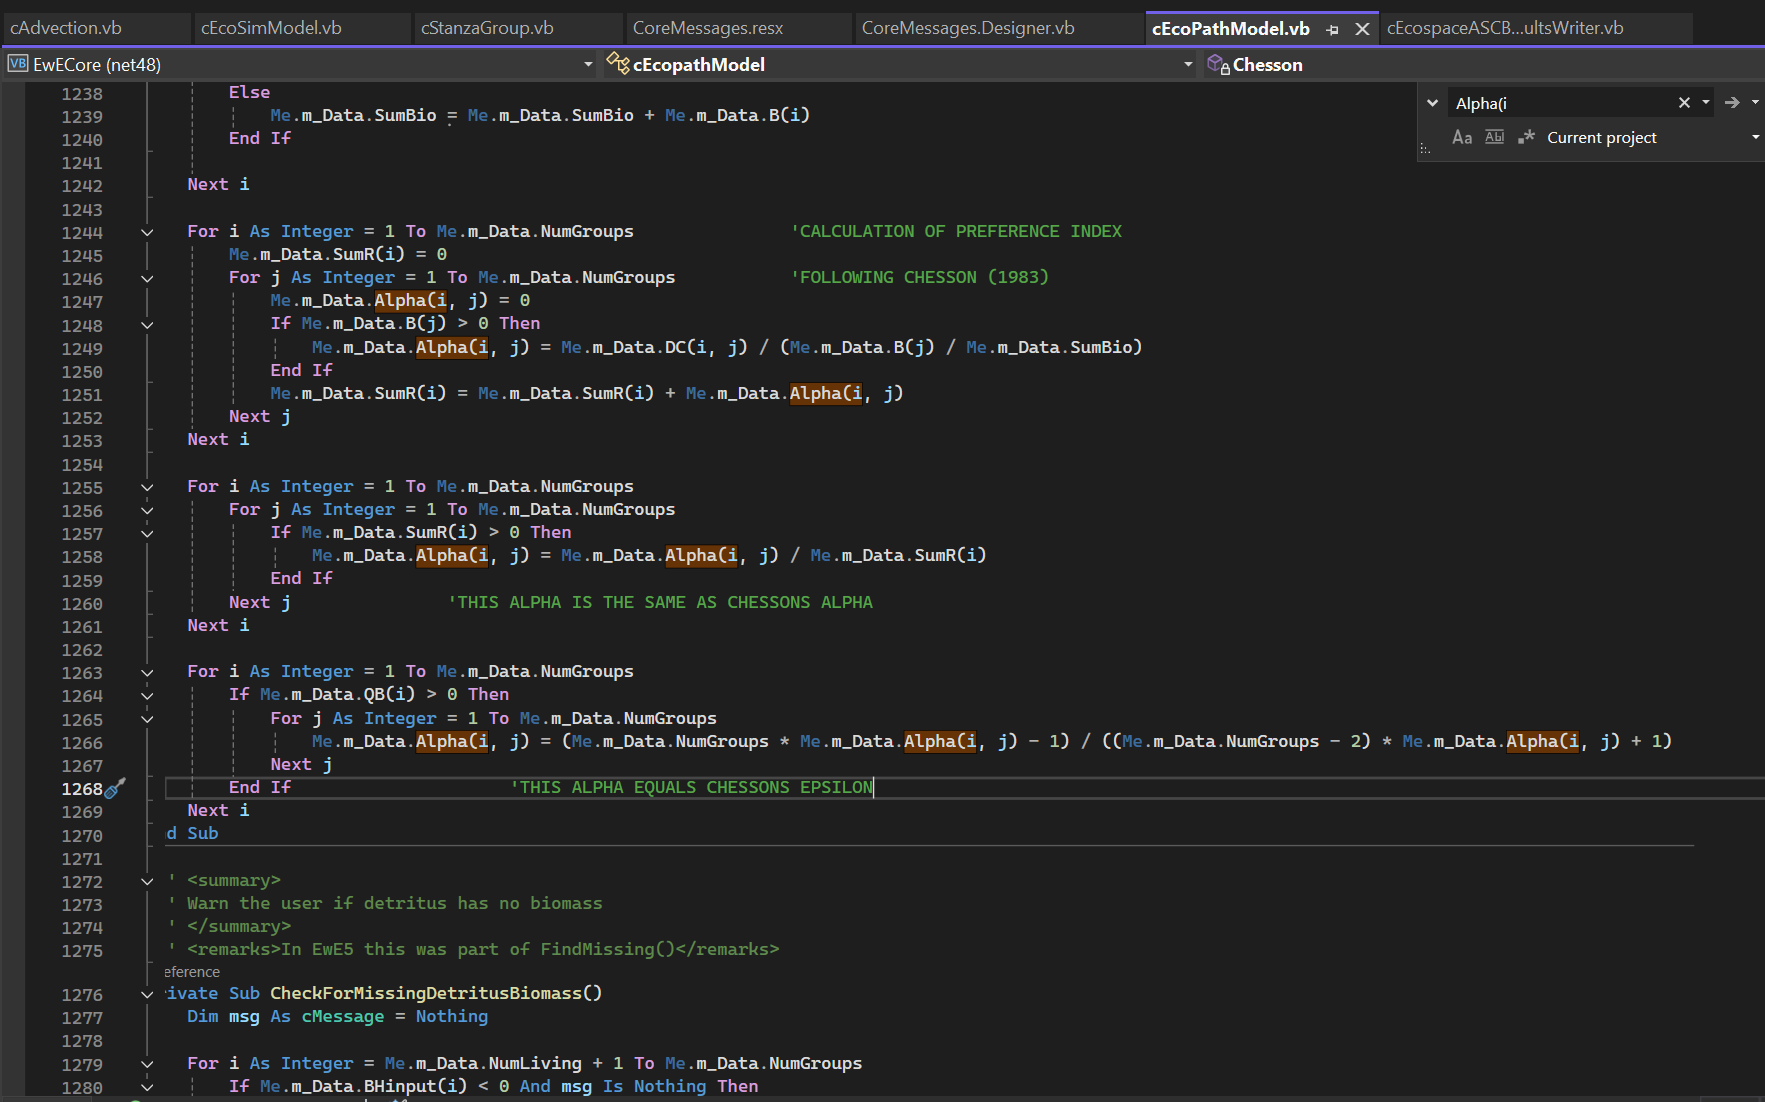 cAdvection.vb cEcoSimModel.vb cStanzaGroup.vb CoreMessages.resx CoreMessages.Designer.vb cEcoPathModel.vb cEcospaceASCB...ultsWriter.vb
VB EwECore (net48) cEcopathModel Chesson
Alpha(i
Aa Abl Current project
1238 Else
1239 Me.m_Data.SumBio = Me.m_Data.SumBio + Me.m_Data.B(i)
1240 End If
1241
1242 Next i
1243
1244 For i As Integer = 1 To Me.m_Data.NumGroups 'CALCULATION OF PREFERENCE INDEX
1245 Me.m_Data.SumR(i) = 0
1246 For j As Integer = 1 To Me.m_Data.NumGroups 'FOLLOWING CHESSON (1983)
1247 Me.m_Data.Alpha(i, j) = 0
1248 If Me.m_Data.B(j) > 0 Then
1249 Me.m_Data.Alpha(i, j) = Me.m_Data.DC(i, j) / (Me.m_Data.B(j) / Me.m_Data.SumBio)
1250 End If
1251 Me.m_Data.SumR(i) = Me.m_Data.SumR(i) + Me.m_Data.Alpha(i, j)
1252 Next j
1253 Next i
1254
1255 For i As Integer = 1 To Me.m_Data.NumGroups
1256 For j As Integer = 1 To Me.m_Data.NumGroups
1257 If Me.m_Data.SumR(i) > 0 Then
1258 Me.m_Data.Alpha(i, j) = Me.m_Data.Alpha(i, j) / Me.m_Data.SumR(i)
1259 End If
1260 Next j 'THIS ALPHA IS THE SAME AS CHESSONS ALPHA
1261 Next i
1262
1263 For i As Integer = 1 To Me.m_Data.NumGroups
1264 If Me.m_Data.QB(i) > 0 Then
1265 For j As Integer = 1 To Me.m_Data.NumGroups
1266 Me.m_Data.Alpha(i, j) = (Me.m_Data.NumGroups * Me.m_Data.Alpha(i, j) - 1) / ((Me.m_Data.NumGroups - 2) * Me.m_Data.Alpha(i, j) + 1)
1267 Next j
1268 End If 'THIS ALPHA EQUALS CHESSONS EPSILON
1269 Next i
1270 d Sub
1271
1272 ' <summary>
1273 ' Warn the user if detritus has no biomass
1274 ' </summary>
1275 ' <remarks>In EwE5 this was part of FindMissing()</remarks>
eference
1276 ivate Sub CheckForMissingDetritusBiomass()
1277 Dim msg As cMessage = Nothing
1278
1279 For i As Integer = Me.m_Data.NumLiving + 1 To Me.m_Data.NumGroups
1280 If Me.m_Data.BHinput(i) < 0 And msg Is Nothing Then